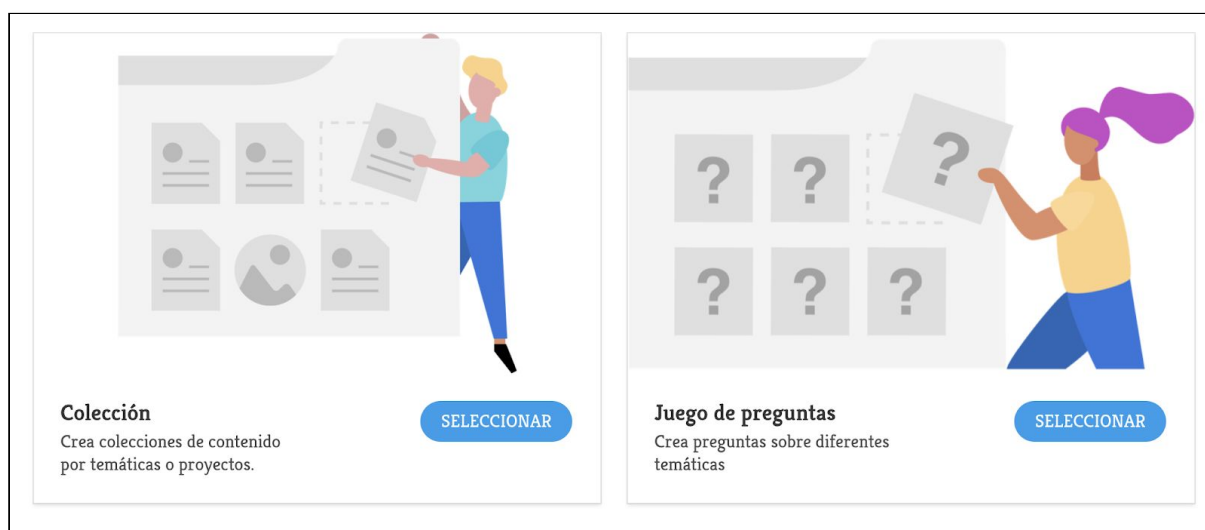 Colección
SELECCIONAR
Crea colecciones de contenido
por temáticas o proyectos.
Juego de preguntas
SELECCIONAR
Crea preguntas sobre diferentes
temáticas
? ? ?
? ? ?